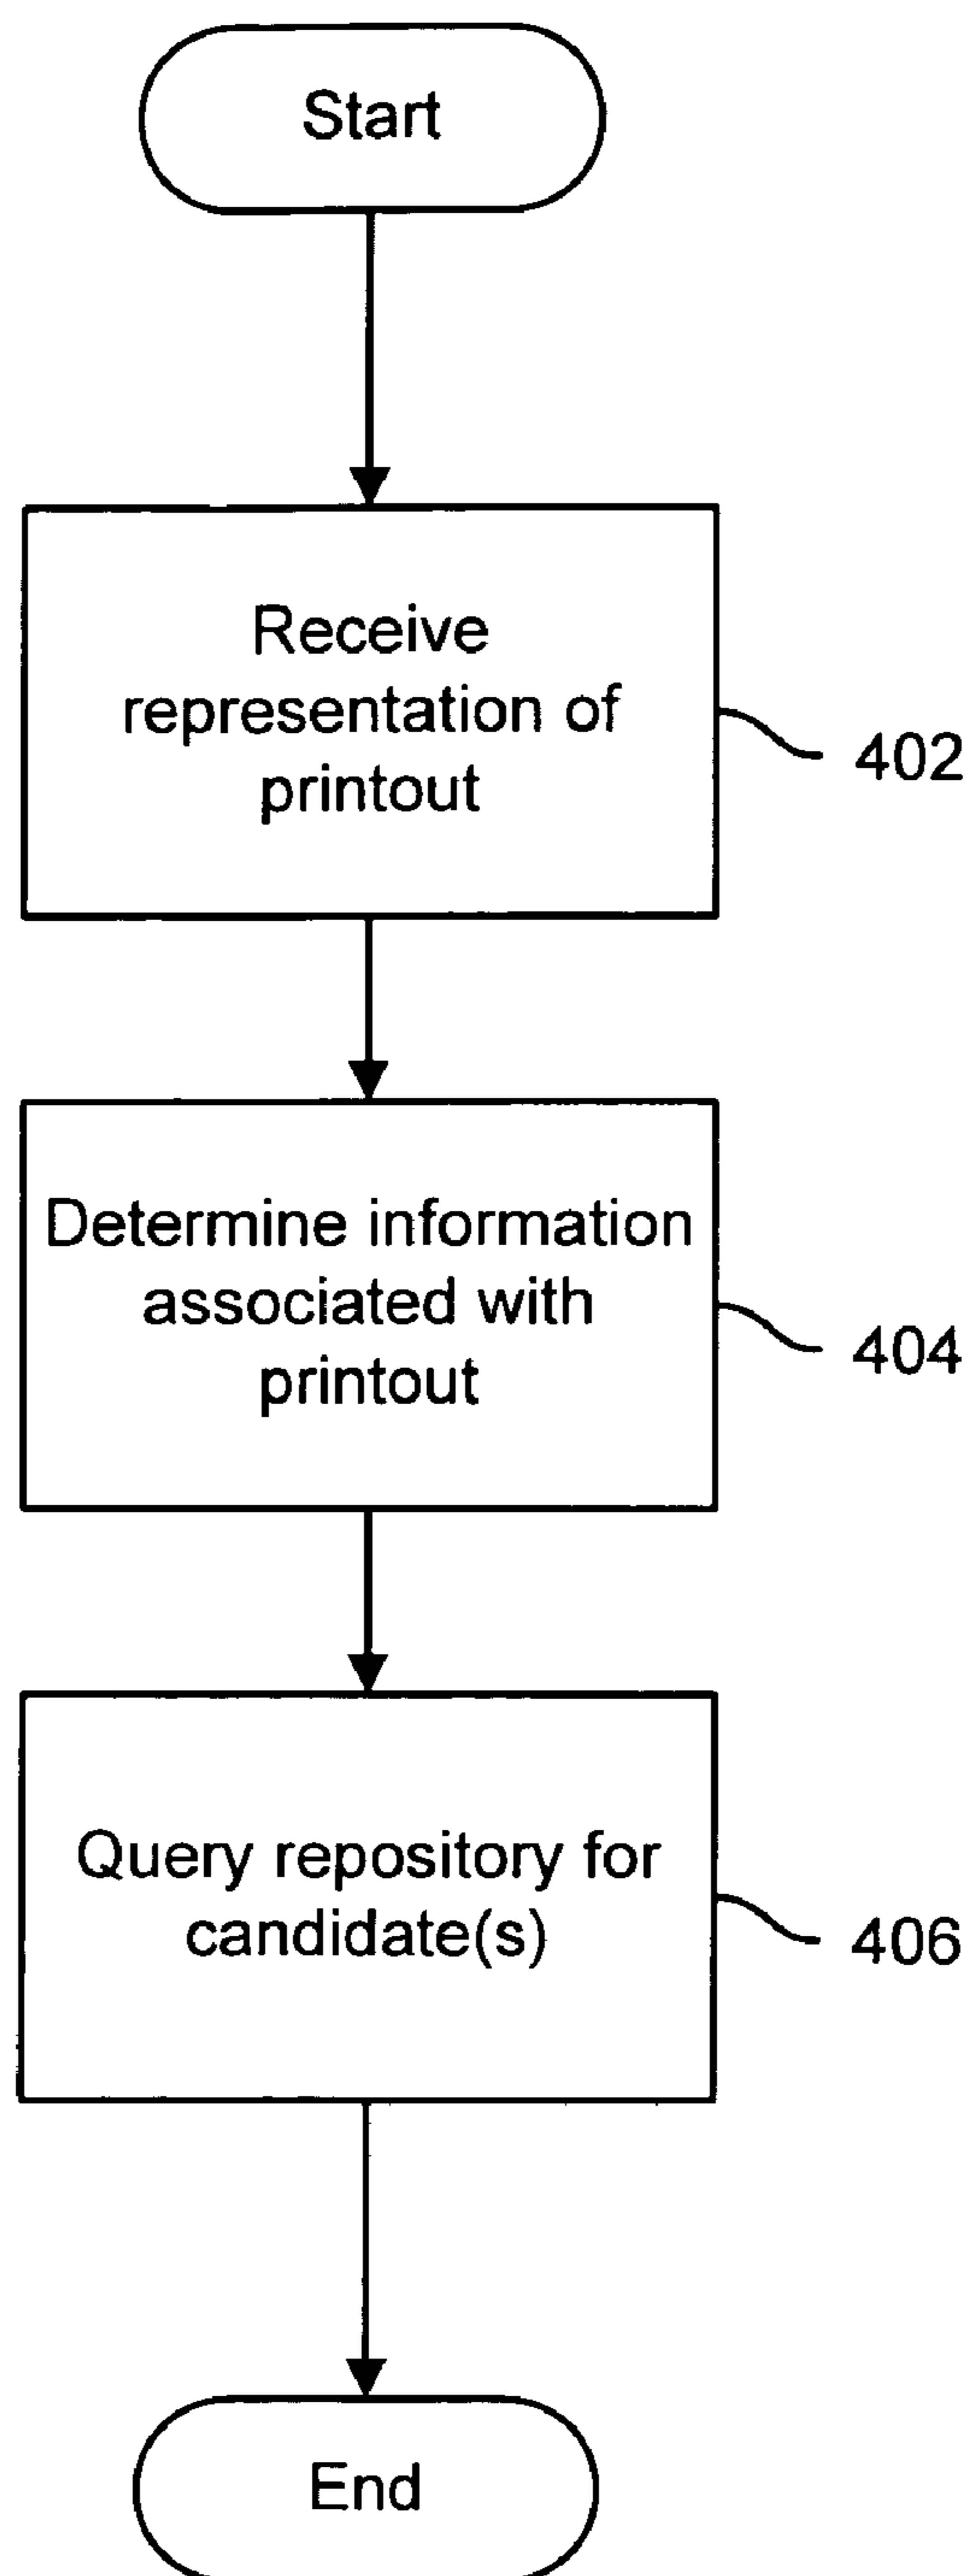 Start
Receive
representation of
printout
402
Determine information
associated with
printout
404
Query repository for
candidate(s)
406
End